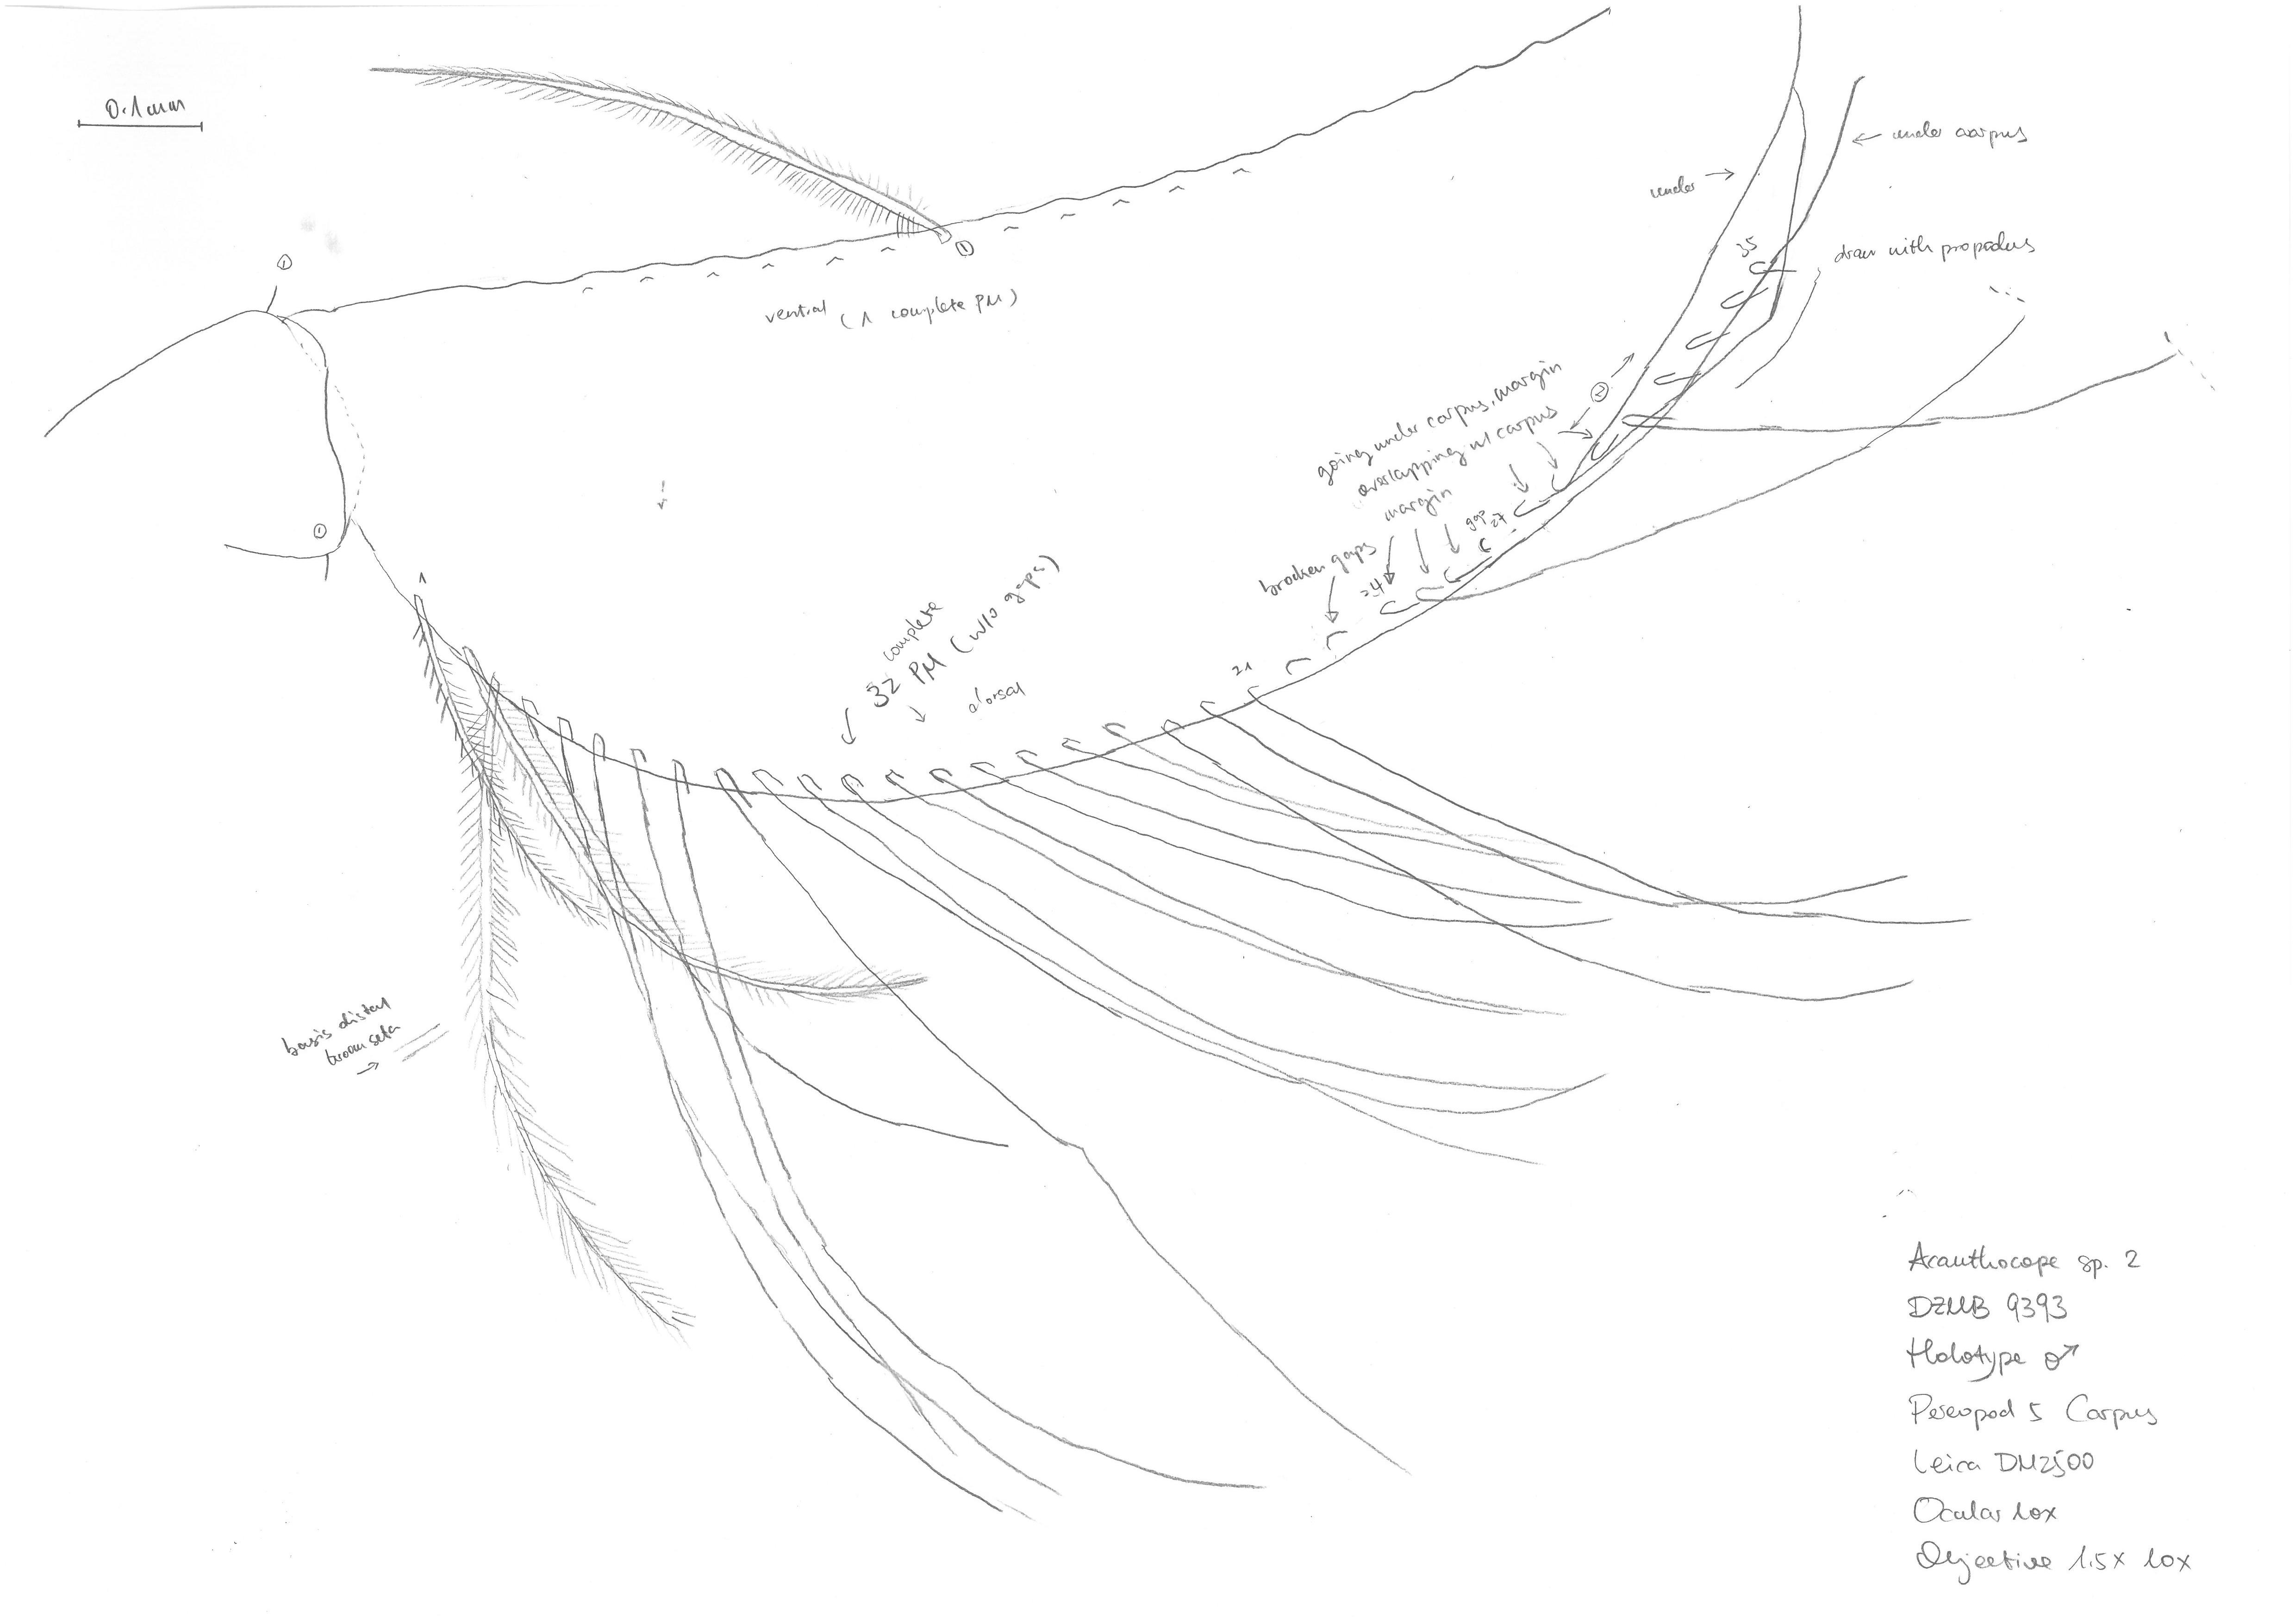 0.1mm
①
①
ventral (1 complete PM)
under →
← under carpus
35
draw with propodus
②
going under carpus, margin
overlapping w/ carpus
margin
gap
27
broken gaps
24
①
1
complete
32 PM (w/o gaps)
dorsal
21
basis distal
broom seta
→
Acanthocope sp. 2
DZMB 9393
Holotype ♂
Pereopod 5 Carpus
Leica DM2500
Ocular 10x
Objective 1.5x 10x